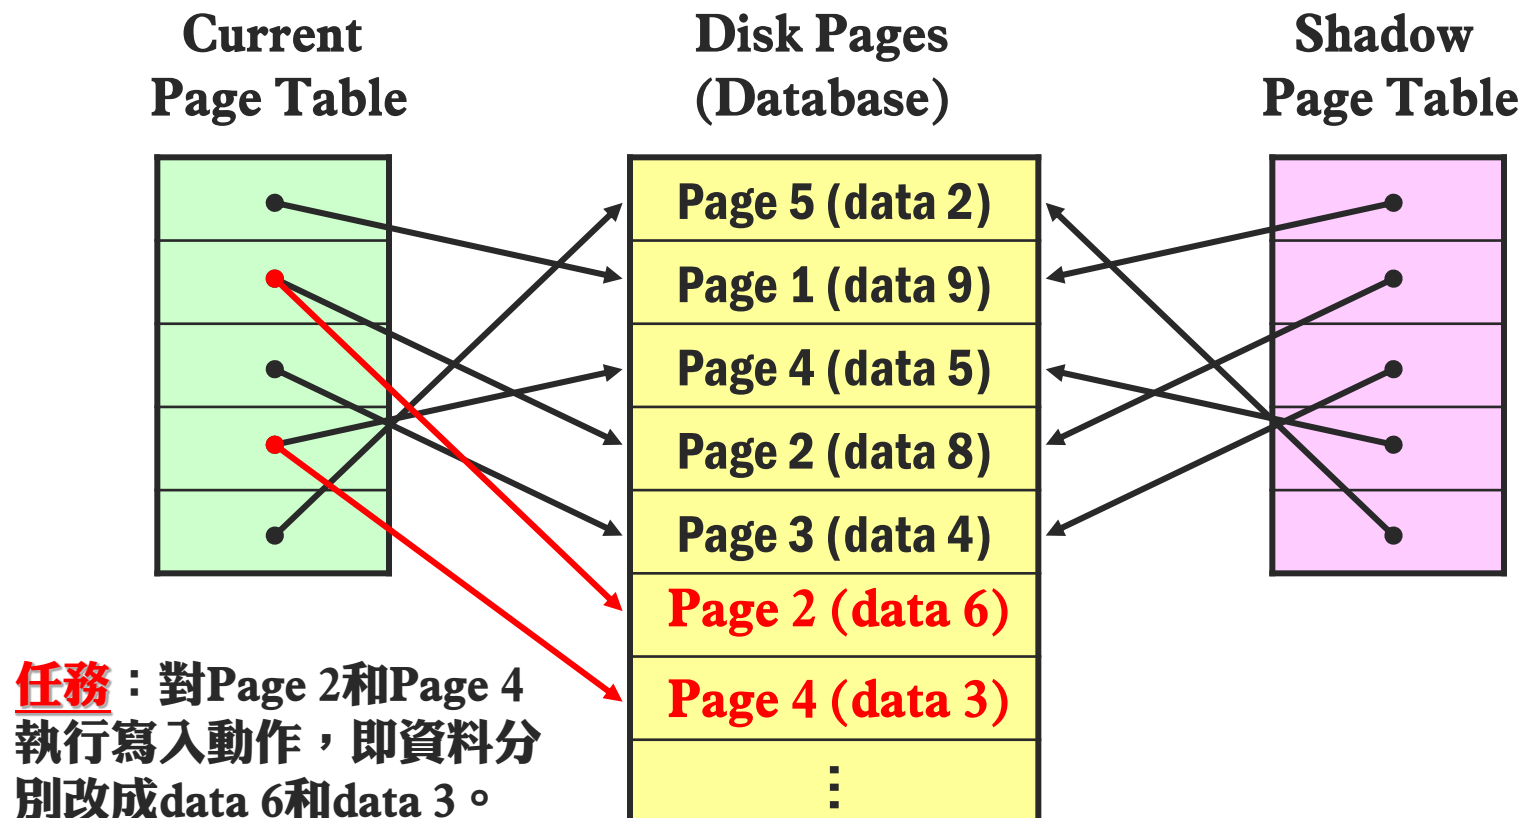 Current
Page Table
Disk Pages
(Database)
Shadow
Page Table
Page 5 (data 2)
Page 1 (data 9)
Page 4 (data 5)
Page 2 (data 8)
Page 3 (data 4)
Page 2 (data 6)
Page 4 (data 3)
⋮
任務：對Page 2和Page 4
執行寫入動作，即資料分
別改成data 6和data 3。